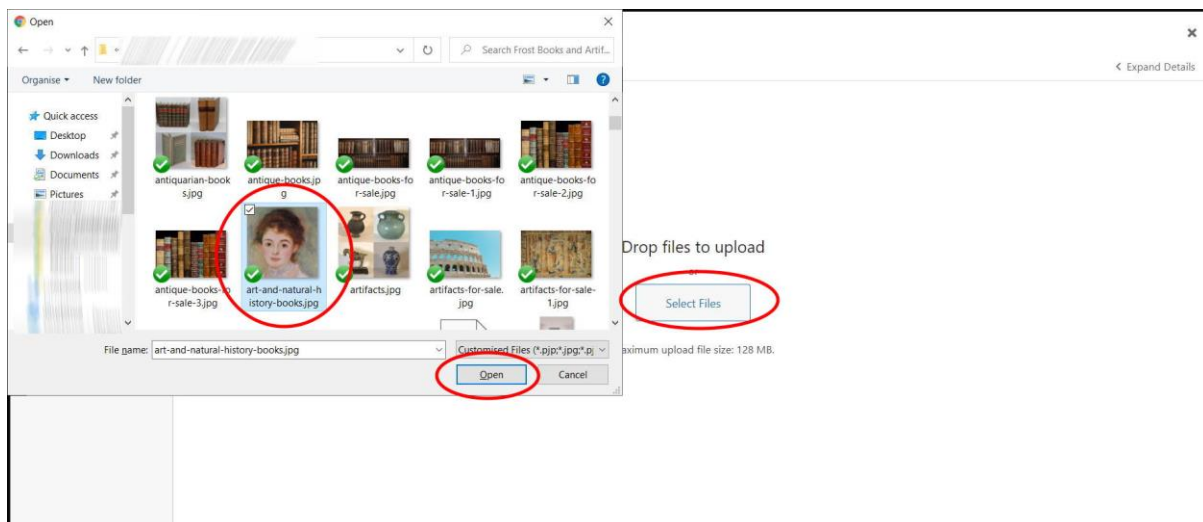 Open
Search Frost Books and Artif...
Organise
New folder
Expand Details
Quick access
Desktop
Downloads
Documents
Pictures
antiquarian-book
s.jpg
antique-books.jp
g
antique-books-fo
r-sale.jpg
antique-books-fo
r-sale-1.jpg
antique-books-fo
r-sale-2.jpg
antique-books-fo
r-sale-3.jpg
art-and-natural-h
istory-books.jpg
artifacts.jpg
artifacts-for-sale.
jpg
artifacts-for-sale-
1.jpg
Drop files to upload
or
Select Files
File name: art-and-natural-history-books.jpg
Customised Files (*.pjp;*.jpg;*.pj
aximum upload file size: 128 MB.
Open
Cancel